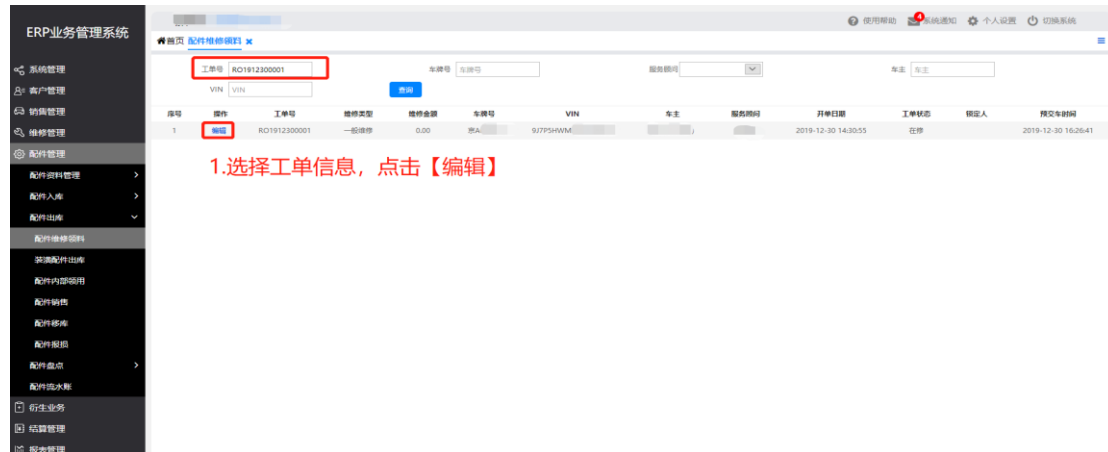 ERP业务管理系统
使用帮助 4 系统通知 个人设置 切换系统
首页 配件维修领料 ×
工单号 RO1912300001 车牌号 车牌号 服务顾问 车主 车主
VIN VIN 查询
序号 操作 工单号 维修类型 维修金额 车牌号 VIN 车主 服务顾问 开单日期 工单状态 锁定人 预交车时间
1 编辑 RO1912300001 一般维修 0.00 京A 9J7P5HWM 2019-12-30 14:30:55 在修 2019-12-30 16:26:41
1.选择工单信息，点击【编辑】
系统管理
客户管理
销售管理
维修管理
配件管理
配件资料管理
配件入库
配件出库
配件维修领料
装潢配件出库
配件内部领用
配件销售
配件移库
配件报损
配件盘点
配件流水账
衍生业务
结算管理
报表管理